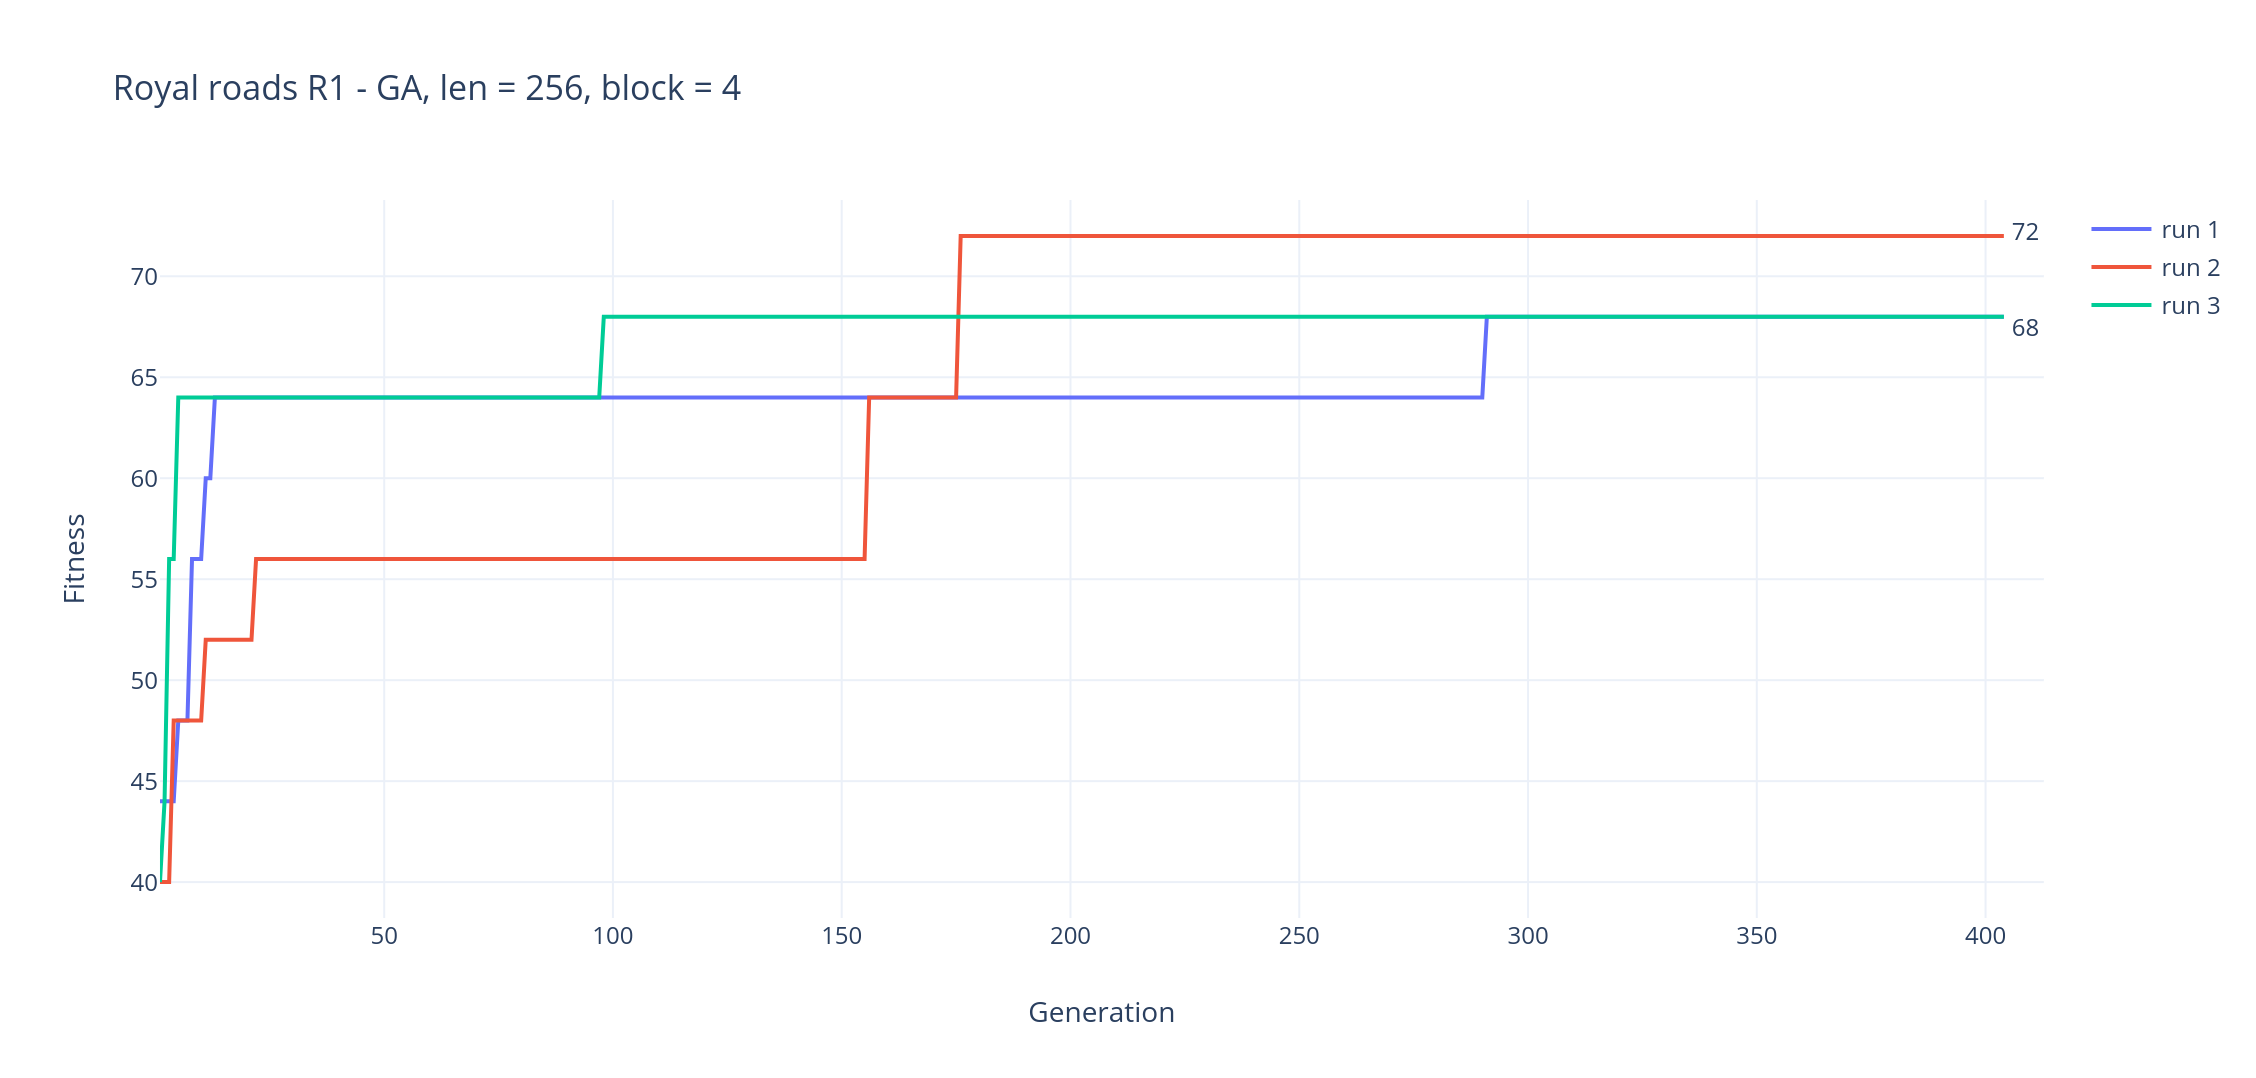 Royal roads R1 - GA, len = 256, block = 4
72
68
run 1
run 2
run 3
70
65
60
55
50
45
40
Fitness
50 100 150 200 250 300 350 400
Generation